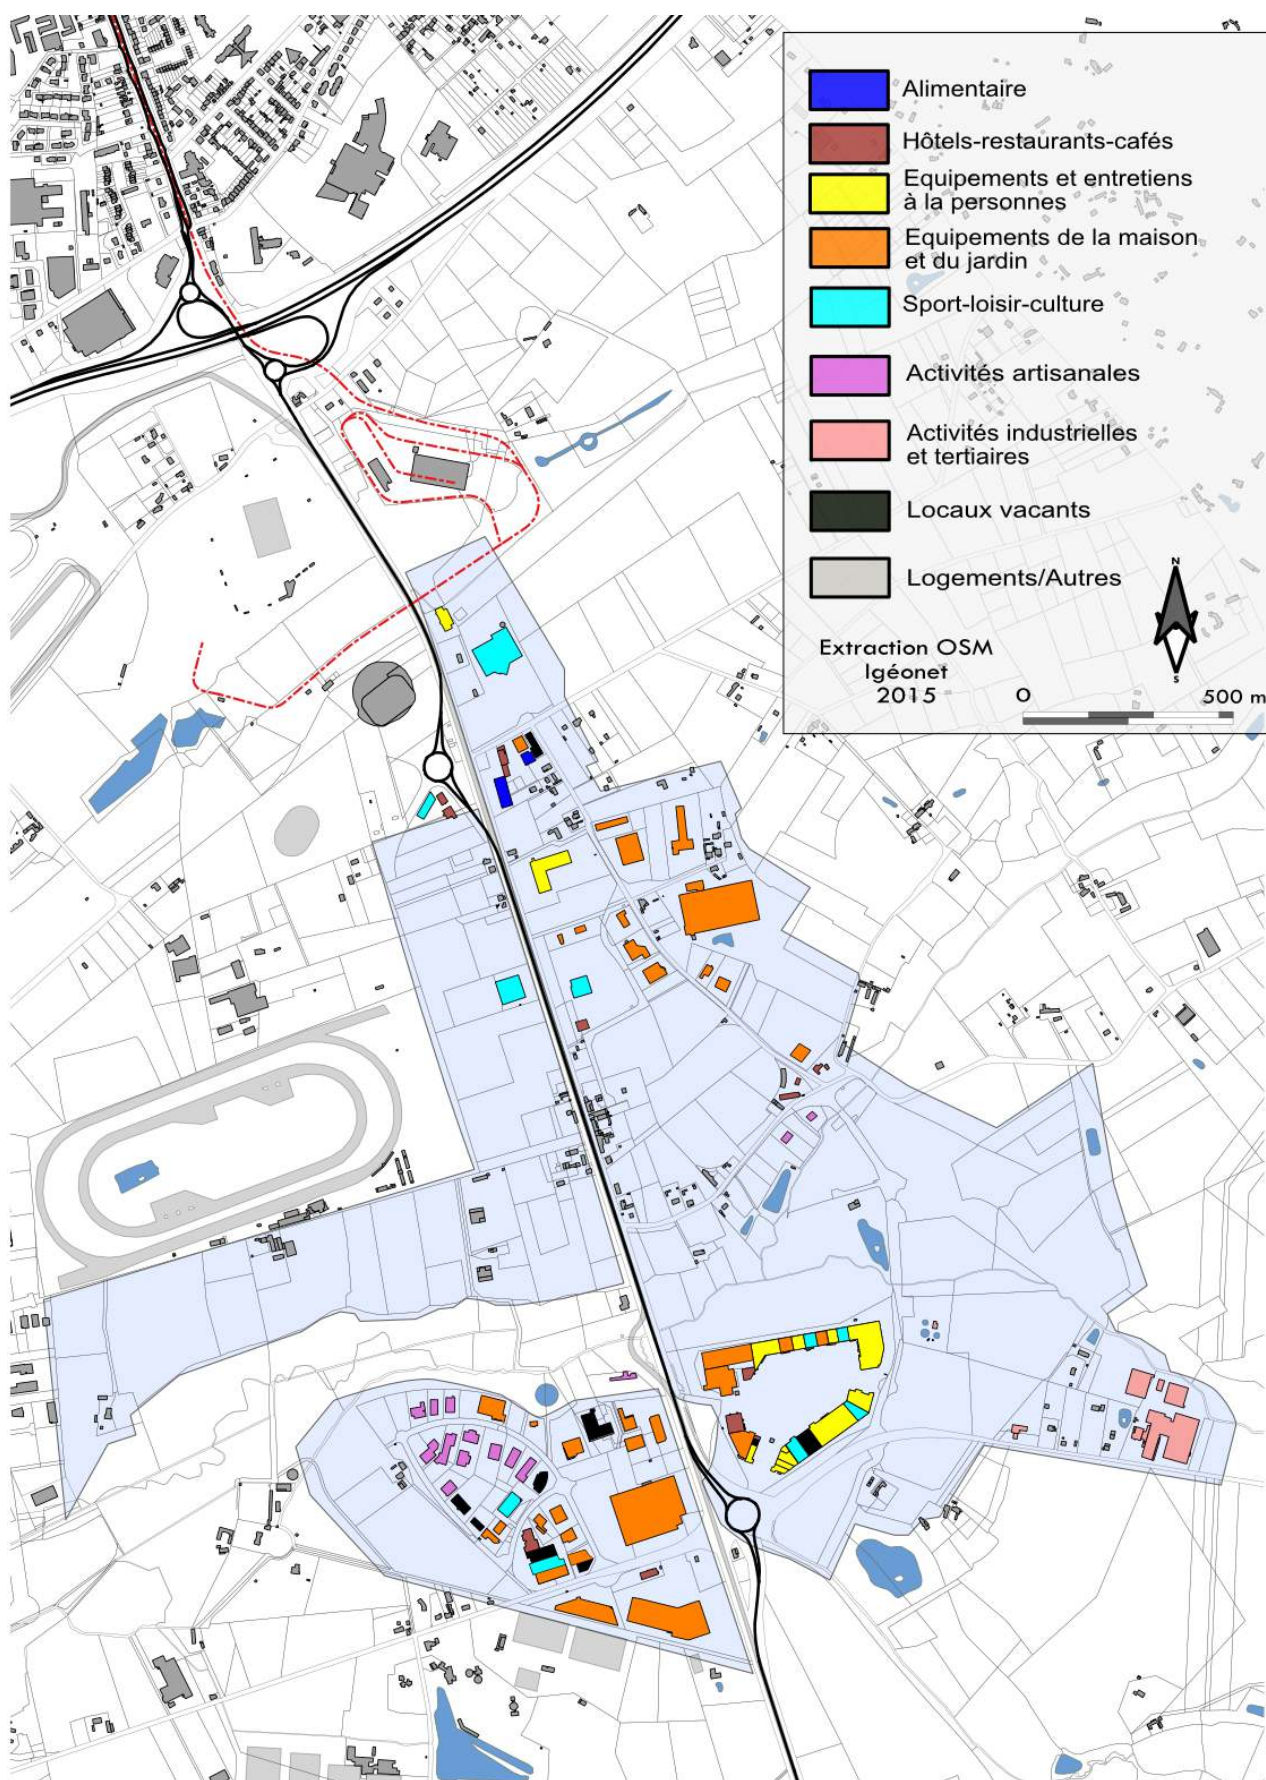 Alimentaire
Hôtels-restaurants-cafés
Equipements et entretiens
à la personnes
Equipements de la maison
et du jardin
Sport-loisir-culture
Activités artisanales
Activités industrielles
et tertiaires
Locaux vacants
Logements/Autres
N
S
Extraction OSM
Igéonet
2015
0 500 m